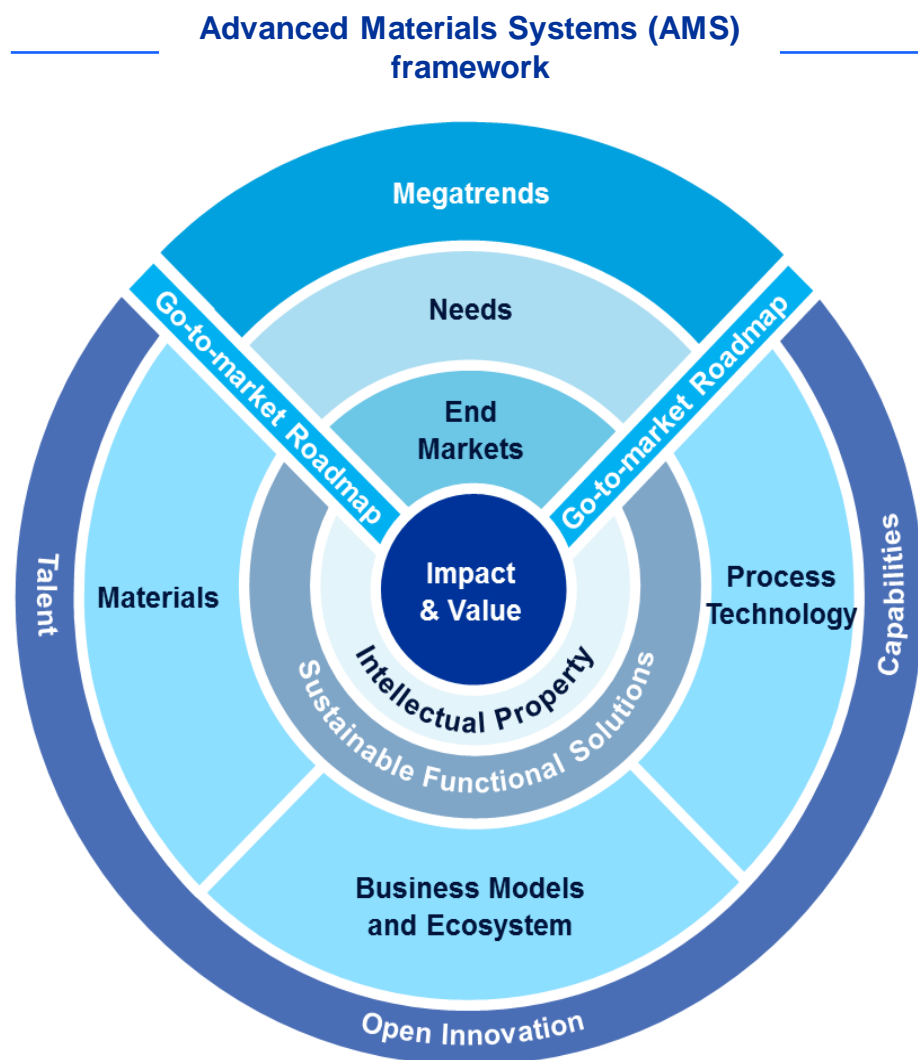 Advanced Materials Systems (AMS)
framework
Megatrends
Needs
Go-to-market Roadmap
Go-to-market Roadmap
End
Markets
Impact
& Value
Talent
Materials
Process
Technology
Capabilities
Intellectual Property
Sustainable Functional Solutions
Business Models
and Ecosystem
Open Innovation